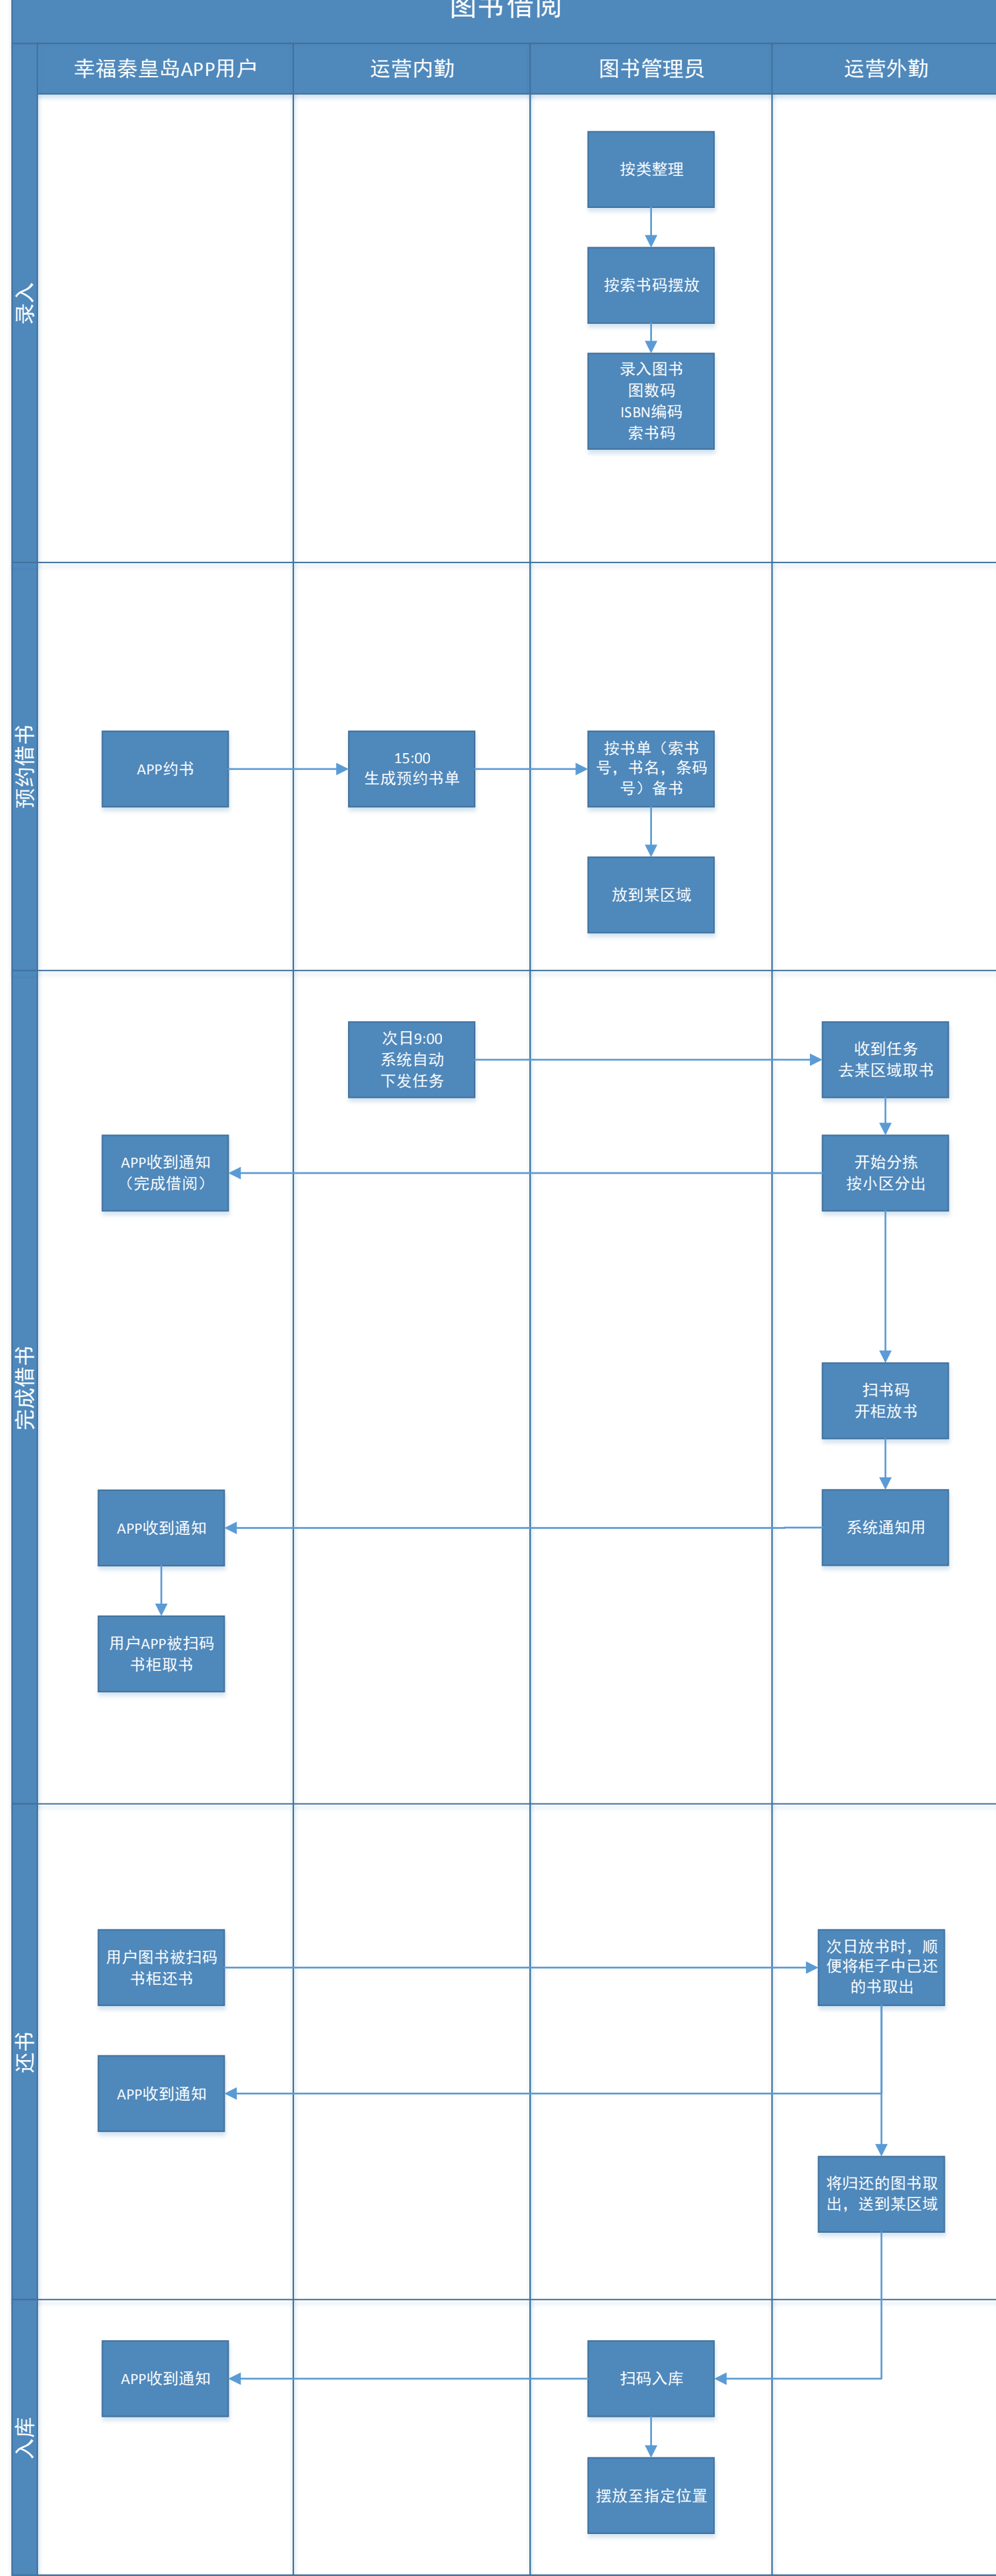 图书借阅
幸福秦皇岛APP用户
运营内勤
图书管理员
运营外勤
录入
按类整理
按索书码摆放
录入图书
图数码
ISBN编码
索书码
预约借书
APP约书
15:00
生成预约书单
按书单（索书
号，书名，条码
号）备书
放到某区域
完成借书
次日9:00
系统自动
下发任务
收到任务
去某区域取书
APP收到通知
（完成借阅）
开始分拣
按小区分出
扫书码
开柜放书
APP收到通知
系统通知用
用户APP被扫码
书柜取书
还书
用户图书被扫码
书柜还书
次日放书时，顺
便将柜子中已还
的书取出
APP收到通知
将归还的图书取
出，送到某区域
入库
APP收到通知
扫码入库
摆放至指定位置